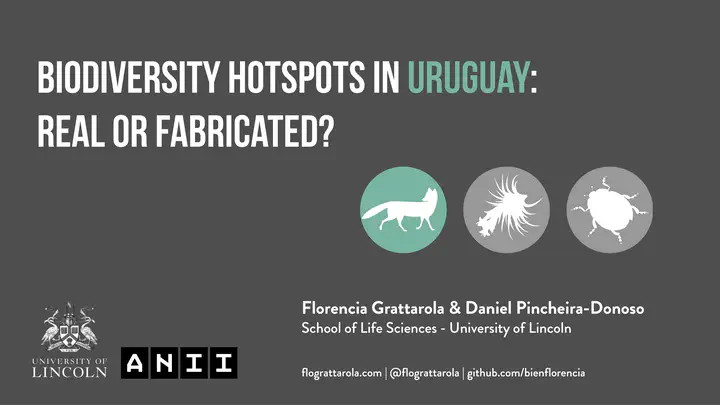 BIODIVERSITY HOTSPOTS IN URUGUAY:
REAL OR FABRICATED?
Florencia Grattarola & Daniel Pincheira-Donoso
School of Life Sciences - University of Lincoln
UNIVERSITY OF
LINCOLN
ANII
flograttarola.com | @flograttarola | github.com/bienflorencia